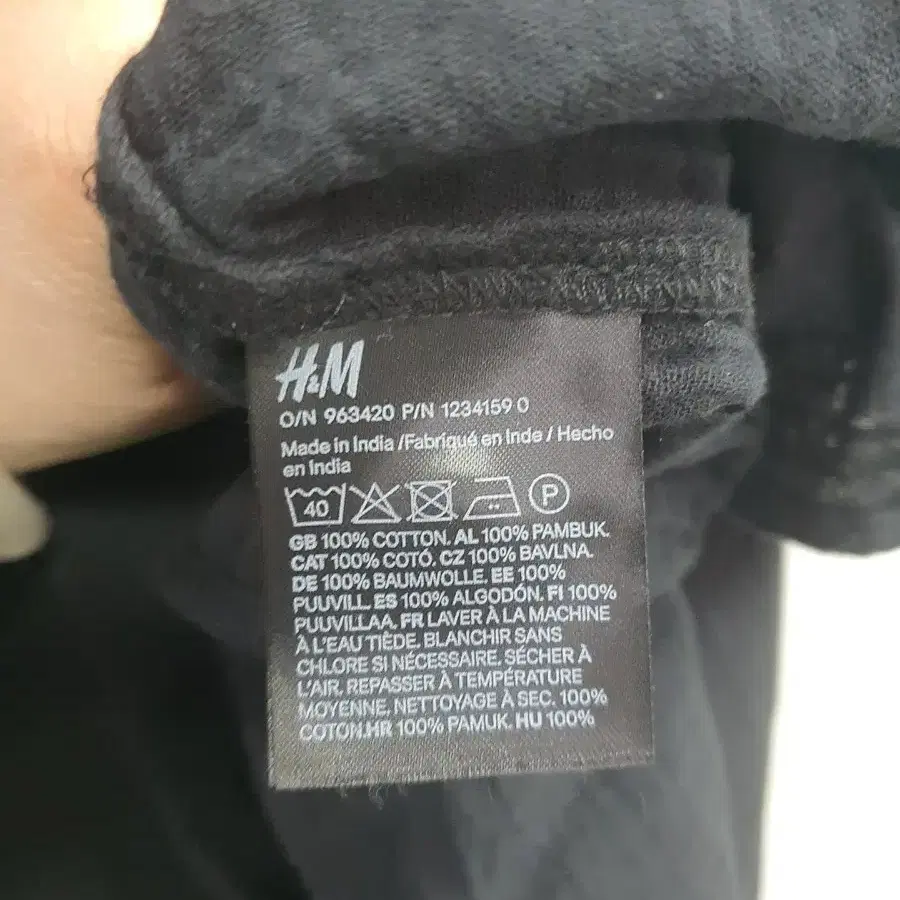 H&M
O/N 963420 P/N 1234159 0
Made in India /Fabriqué en Inde / Hecho
en India
40 P
GB 100% COTTON. AL 100% PAMBUK.
CAT 100% COTÓ. CZ 100% BAVLNA.
DE 100% BAUMWOLLE. EE 100%
PUUVILL. ES 100% ALGODÓN. FI 100%
PUUVILLAA. FR LAVER À LA MACHINE
À L'EAU TIÈDE. BLANCHIR SANS
CHLORE SI NÉCESSAIRE. SÉCHER À
L'AIR. REPASSER À TEMPÉRATURE
MOYENNE. NETTOYAGE À SEC. 100%
COTON.HR 100% PAMUK. HU 100%